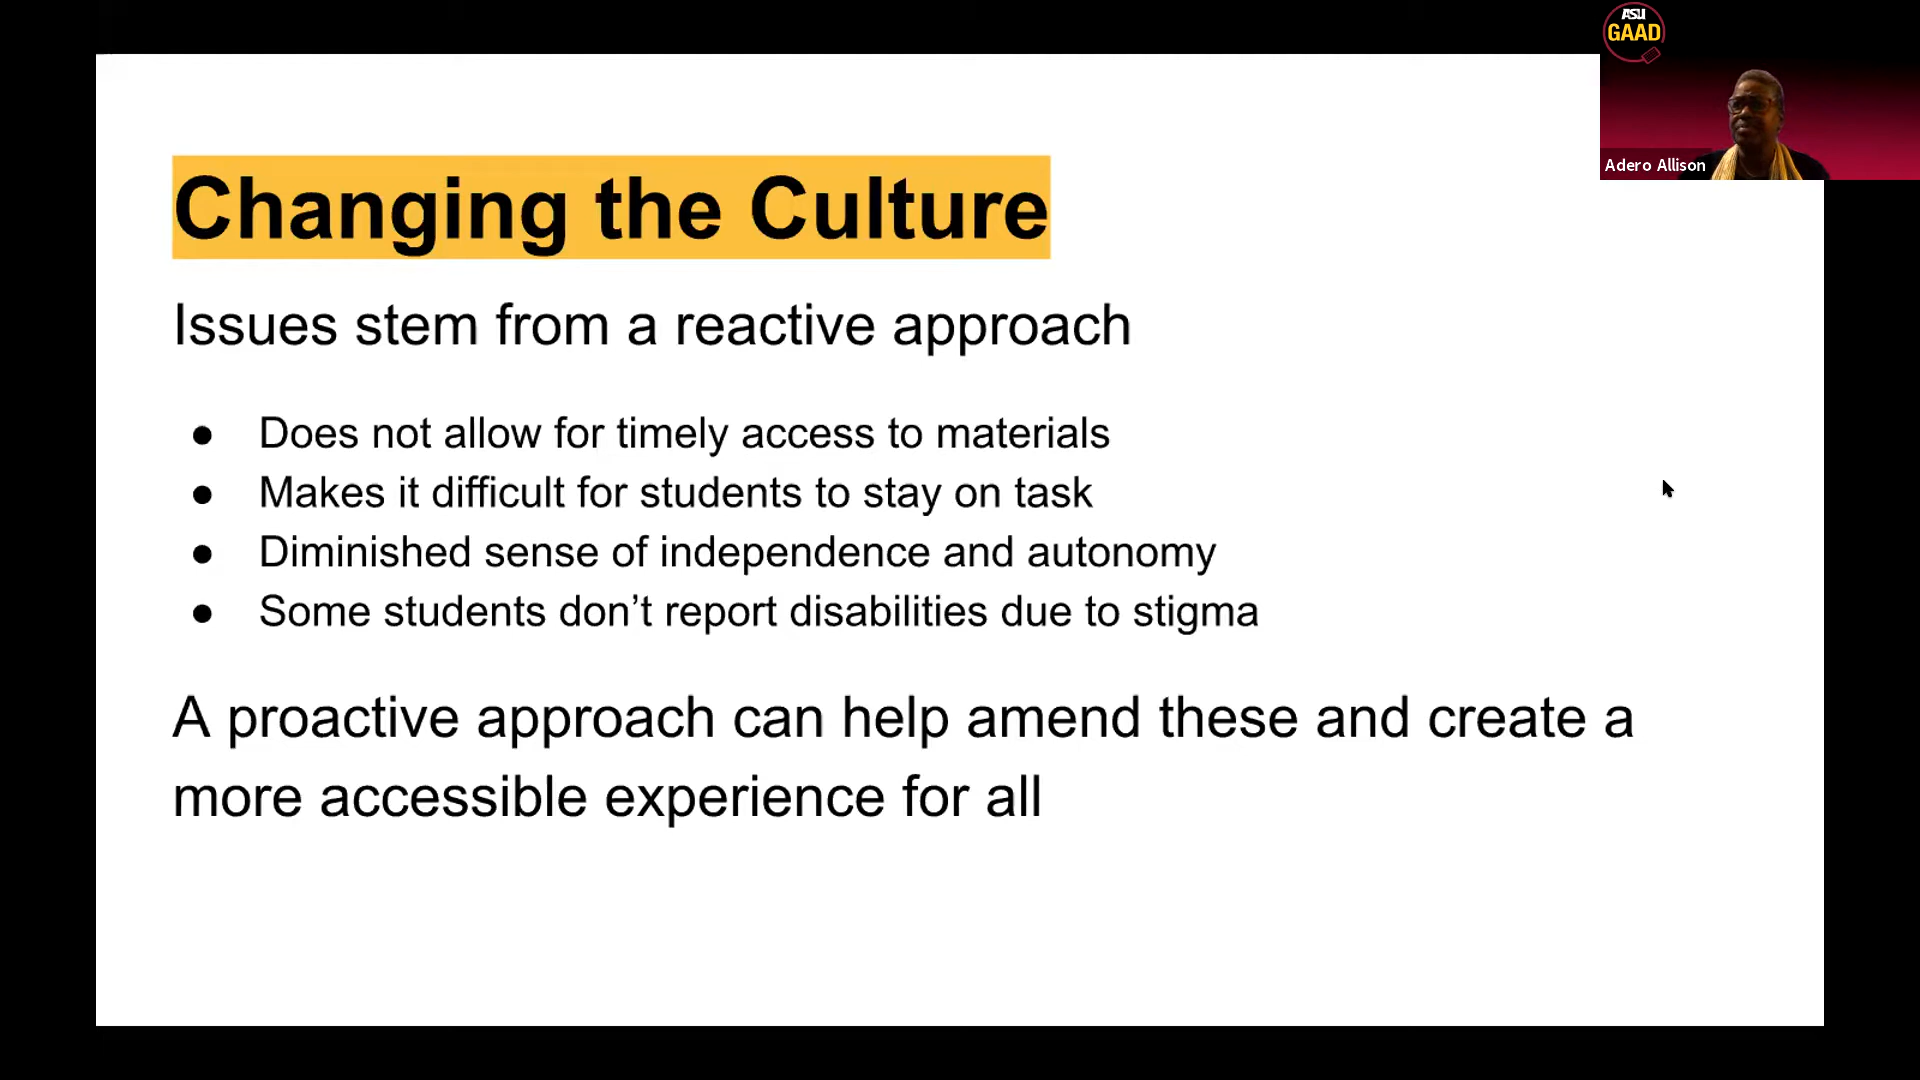 ASU
GAAD
Adero Allison
Changing the Culture
Issues stem from a reactive approach
● Does not allow for timely access to materials
● Makes it difficult for students to stay on task
● Diminished sense of independence and autonomy
● Some students don’t report disabilities due to stigma
A proactive approach can help amend these and create a
more accessible experience for all